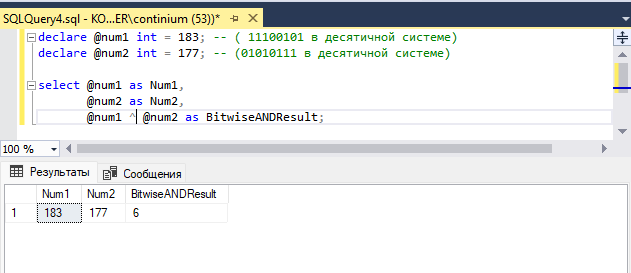 SQLQuery4.sql - KO...ER\continium (53))*
declare @num1 int = 183; -- ( 11100101 в десятичной системе)
declare @num2 int = 177; -- (01010111 в десятичной системе)
select @num1 as Num1,
@num2 as Num2,
@num1 ^ @num2 as BitwiseANDResult;
100 %
Результаты Сообщения
Num1 Num2 BitwiseANDResult
1 183 177 6